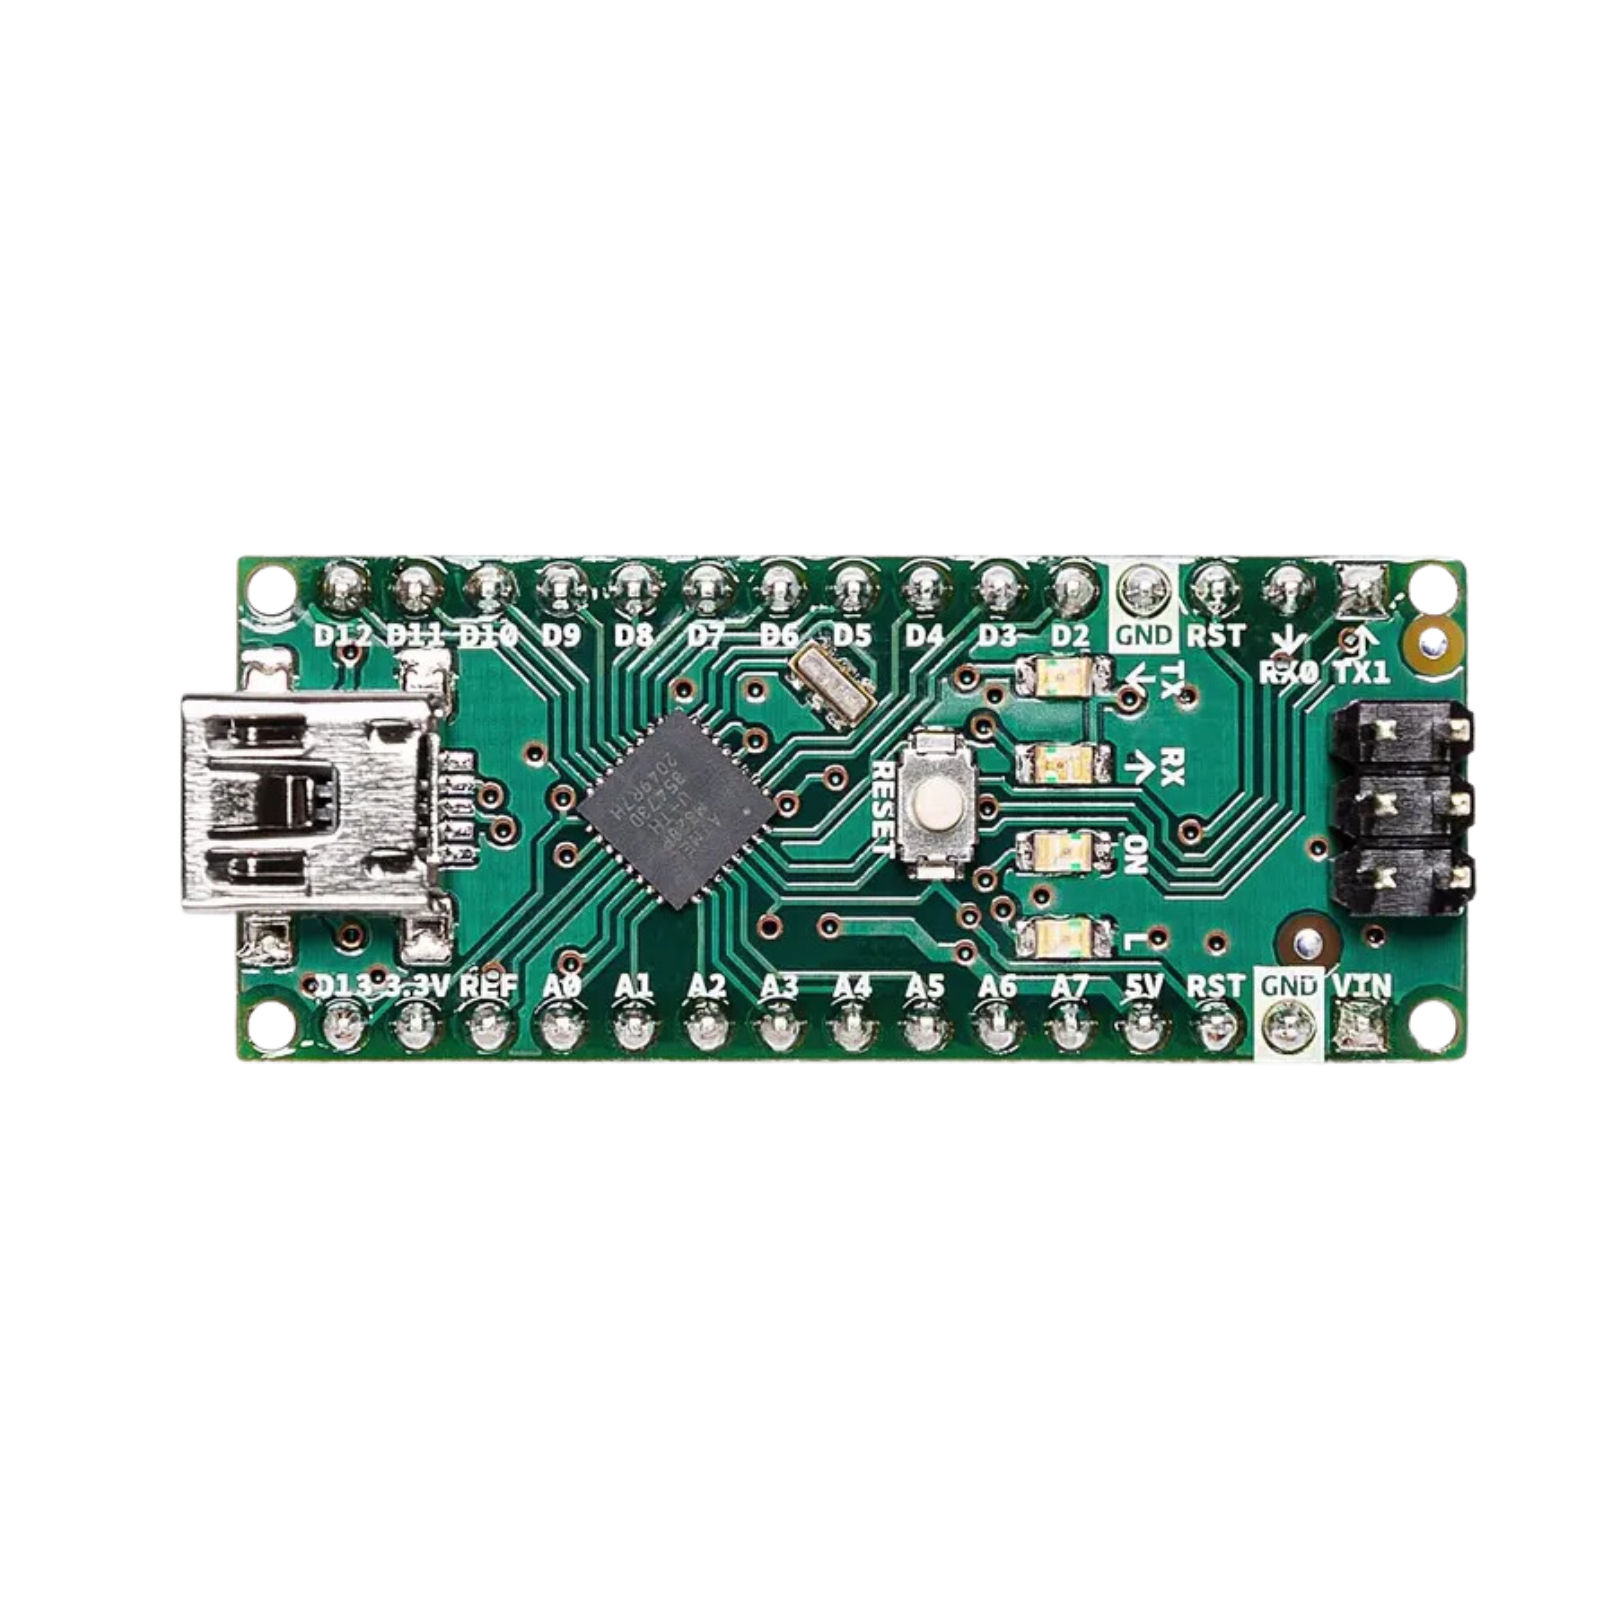 D12 D11 D10 D9 D8 D7 D6 D5 D4 D3 D2 GND RST
RX0 TX1
TX
RX
RESET
ON
L
D13 3.3V REF A0 A1 A2 A3 A4 A5 A6 A7 5V RST GND VIN